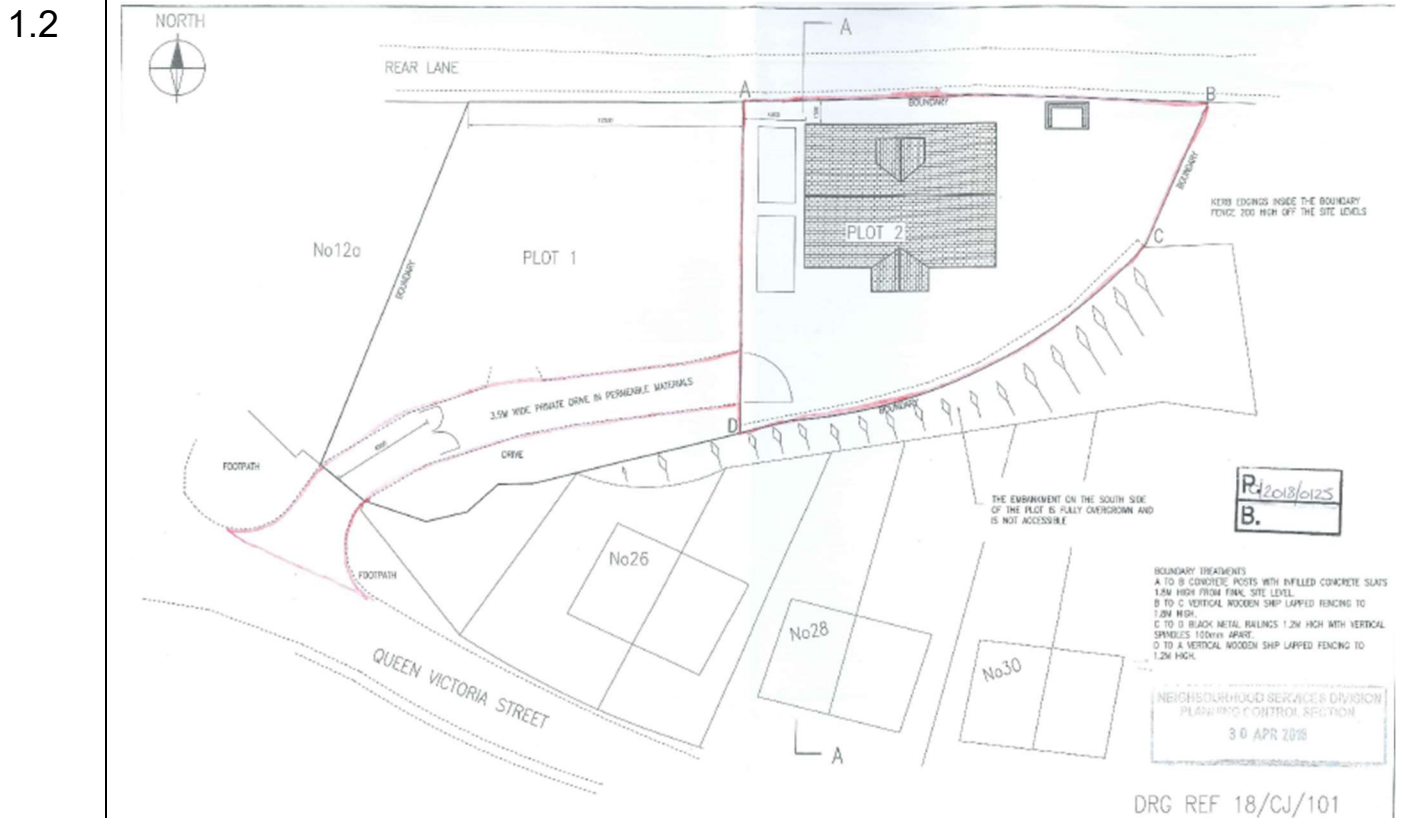 1.2
NORTH
A
REAR LANE
A
BOUNDARY
B
BOUNDARY
KERB EDGINGS INSIDE THE BOUNDARY
FENCE 200 HIGH OFF THE SITE LEVELS
No12a
BOUNDARY
PLOT 1
PLOT 2
C
3.5M WIDE PRIVATE DRIVE IN PERMEABLE MATERIALS
BOUNDARY
D
DRIVE
FOOTPATH
THE EMBANKMENT ON THE SOUTH SIDE
OF THE PLOT IS FULLY OVERGROWN AND
IS NOT ACCESSIBLE
P/2018/0125
B.
No26
FOOTPATH
BOUNDARY TREATMENTS
A TO B CONCRETE POSTS WITH INFILLED CONCRETE SLATS
1.8M HIGH FROM FINAL SITE LEVEL.
B TO C VERTICAL WOODEN SHIP LAPPED FENCING TO
1.8M HIGH.
C TO D BLACK METAL RAILINGS 1.2M HIGH WITH VERTICAL
SPINDLES 100mm APART.
D TO A VERTICAL WOODEN SHIP LAPPED FENCING TO
1.2M HIGH.
No28
No30
QUEEN VICTORIA STREET
NEIGHBOURHOOD SERVICES DIVISION
PLANNING CONTROL SECTION
30 APR 2018
A
DRG REF 18/CJ/101